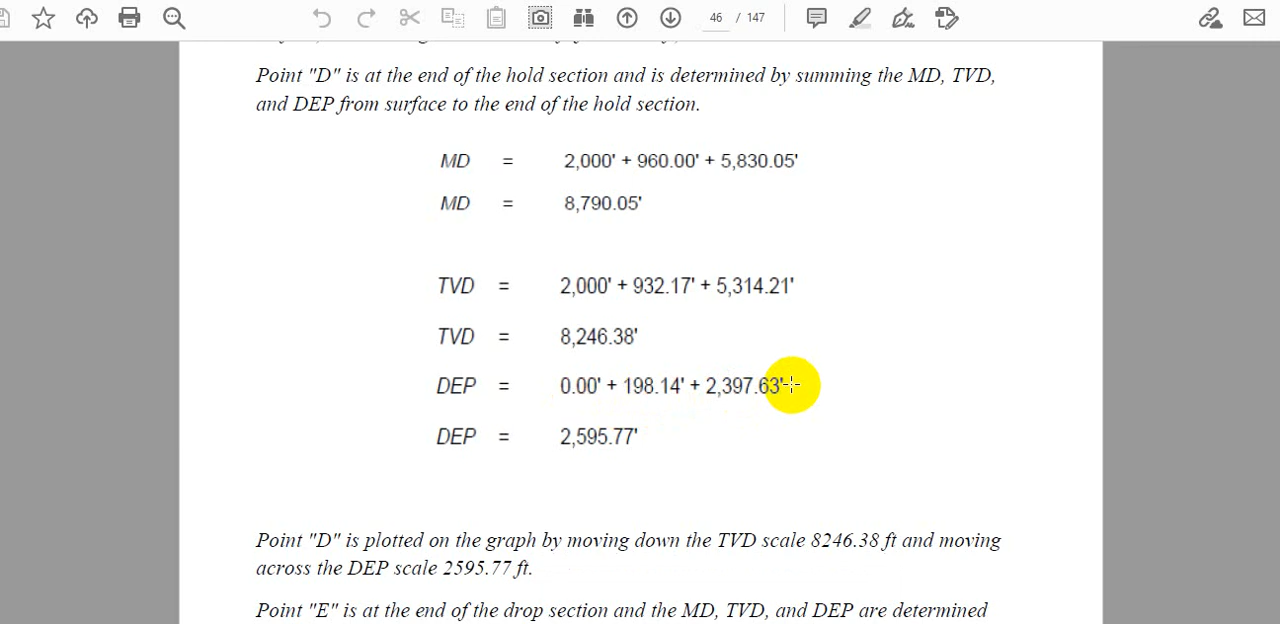 46 / 147
Point "D" is at the end of the hold section and is determined by summing the MD, TVD,
and DEP from surface to the end of the hold section.
MD = 2,000' + 960.00' + 5,830.05'
MD = 8,790.05'
TVD = 2,000' + 932.17' + 5,314.21'
TVD = 8,246.38'
DEP = 0.00' + 198.14' + 2,397.63'
DEP = 2,595.77'
Point "D" is plotted on the graph by moving down the TVD scale 8246.38 ft and moving
across the DEP scale 2595.77 ft.
Point "E" is at the end of the drop section and the MD, TVD, and DEP are determined